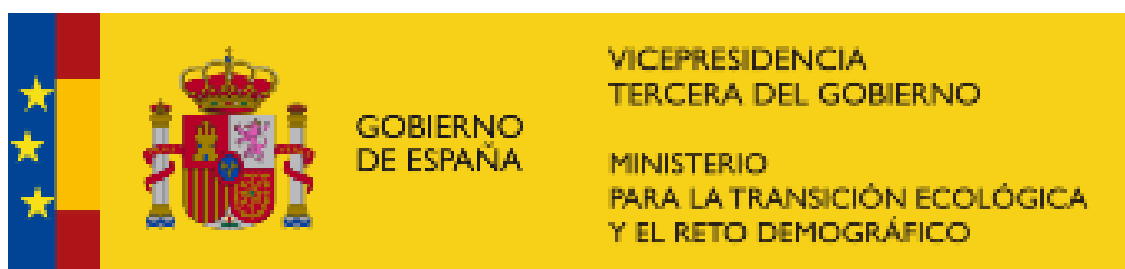 GOBIERNO
DE ESPAÑA
VICEPRESIDENCIA
TERCERA DEL GOBIERNO
MINISTERIO
PARA LA TRANSICIÓN ECOLÓGICA
Y EL RETO DEMOGRÁFICO